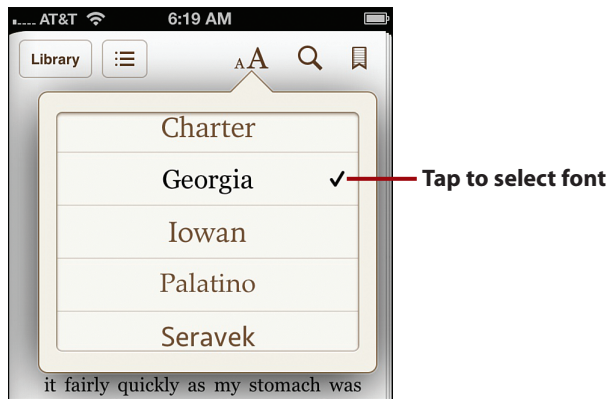 AT&T 6:19 AM
Library AA
Charter
Georgia Tap to select font
Iowan
Palatino
Seravek
it fairly quickly as my stomach was